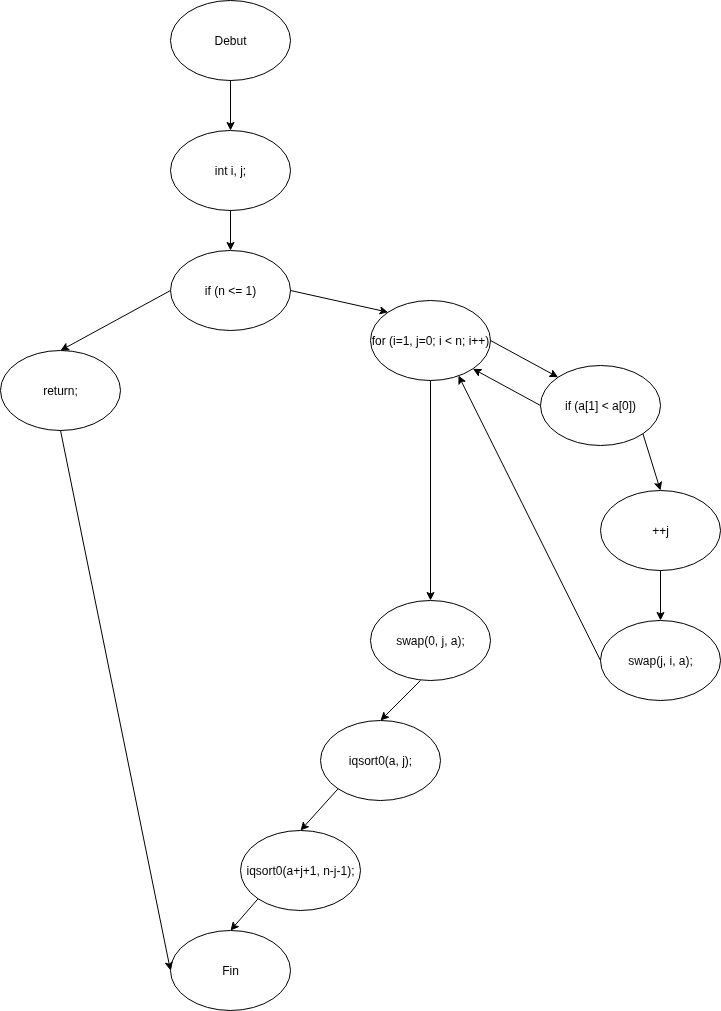 Debut
int i, j;
if (n <= 1)
for (i=1, j=0; i < n; i++)
return;
if (a[1] < a[0])
++j
swap(0, j, a);
swap(j, i, a);
iqsort0(a, j);
iqsort0(a+j+1, n-j-1);
Fin